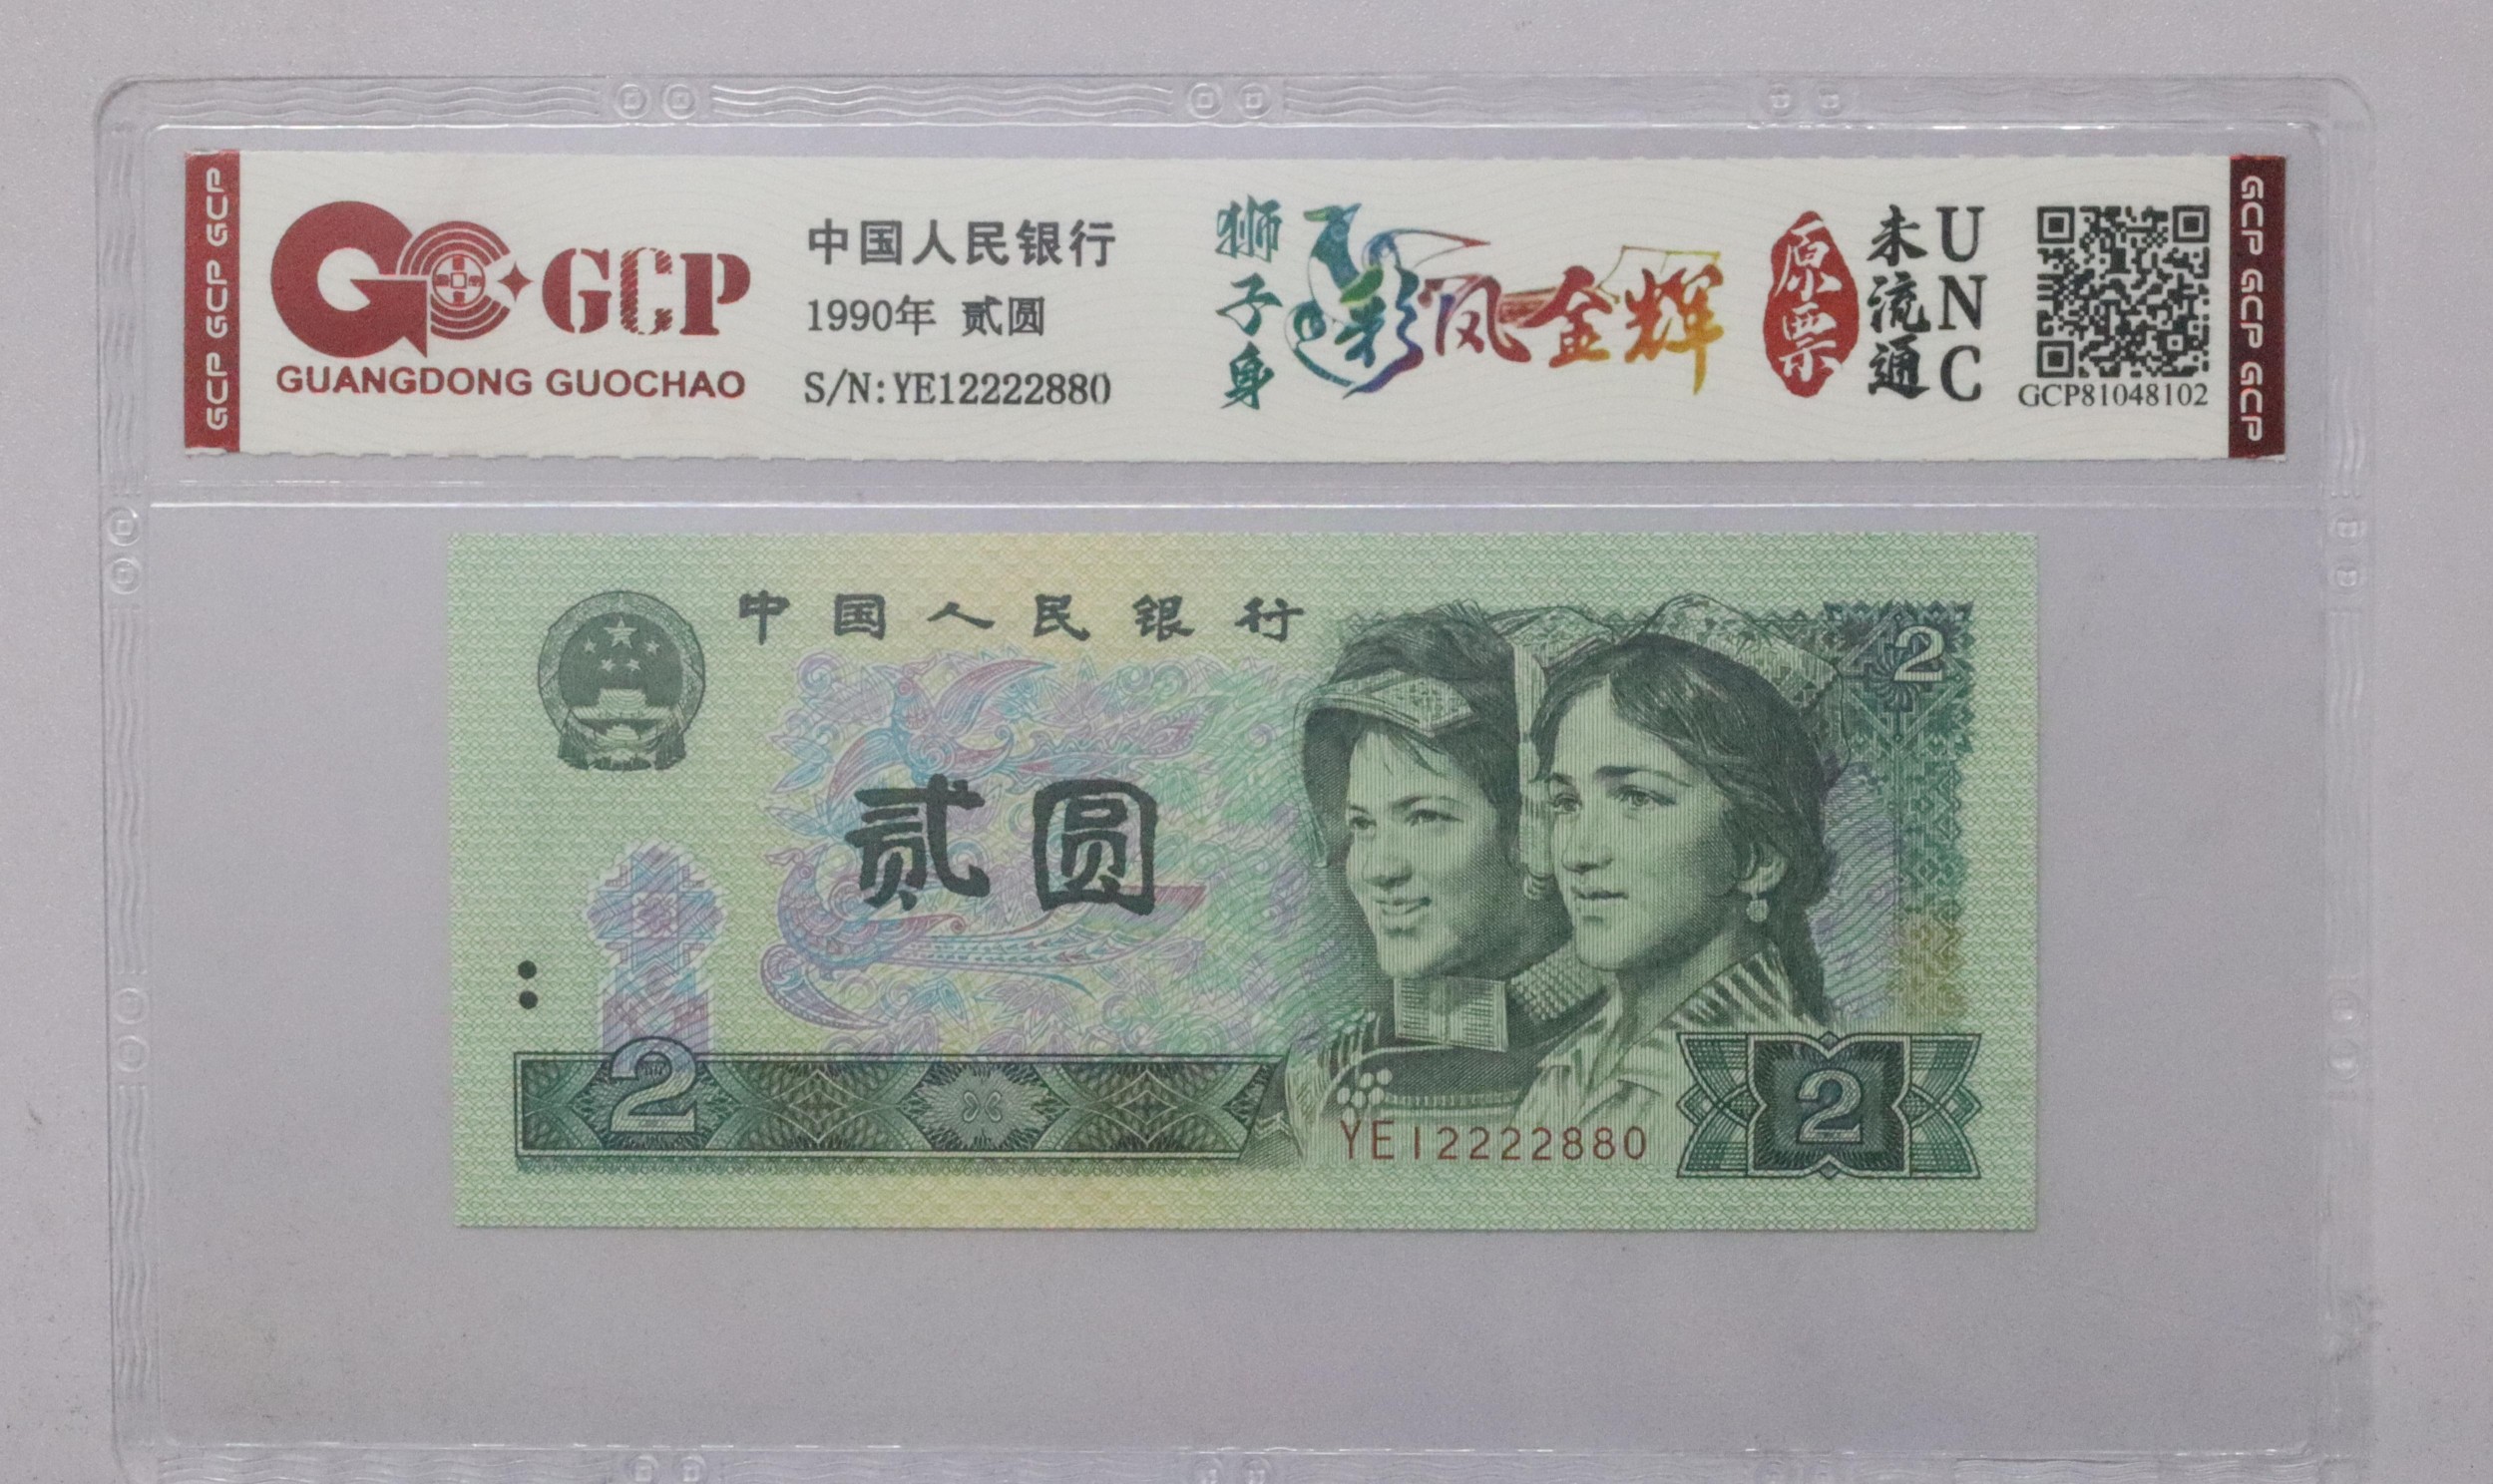 GCP GCP GCP
GCP
GUANGDONG GUOCHAO
中国人民银行
1990年 贰圆
S/N:YE12222880
狮子身
彩凤金辉
原票
未流通
UNC
GCP81048102
GCP GCP GCP
中国人民银行
2
贰圆
2
YE12222880
2